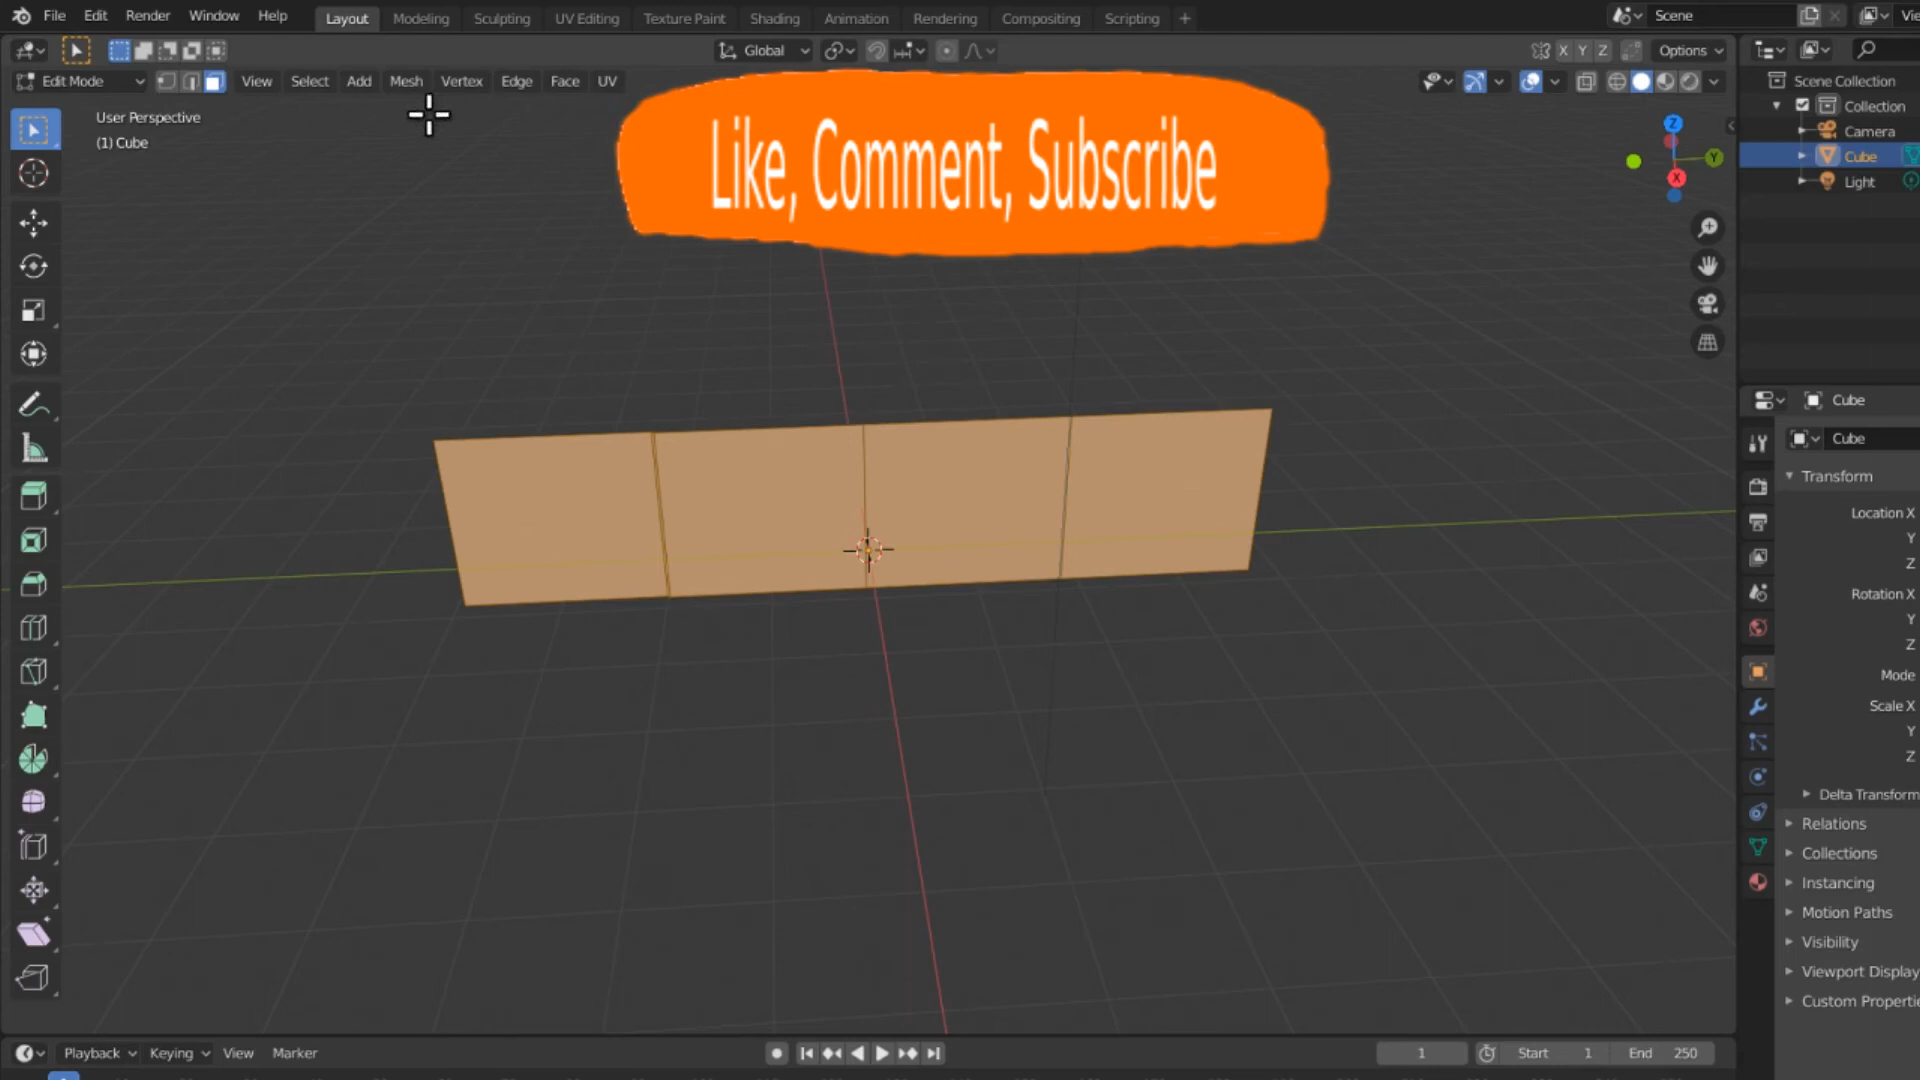 File Edit Render Window Help Layout Modeling Sculpting UV Editing Texture Paint Shading Animation Rendering Compositing Scripting + Scene
Global X Y Z Options
Edit Mode View Select Add Mesh Vertex Edge Face UV
Scene Collection
Collection
Camera
Cube
Light
User Perspective
(1) Cube
Like, Comment, Subscribe
Z
Y
X
Cube
Cube
Transform
Location X
Y
Z
Rotation X
Y
Z
Mode
Scale X
Y
Z
Delta Transform
Relations
Collections
Instancing
Motion Paths
Visibility
Viewport Display
Custom Properti
Playback Keying View Marker 1 Start 1 End 250